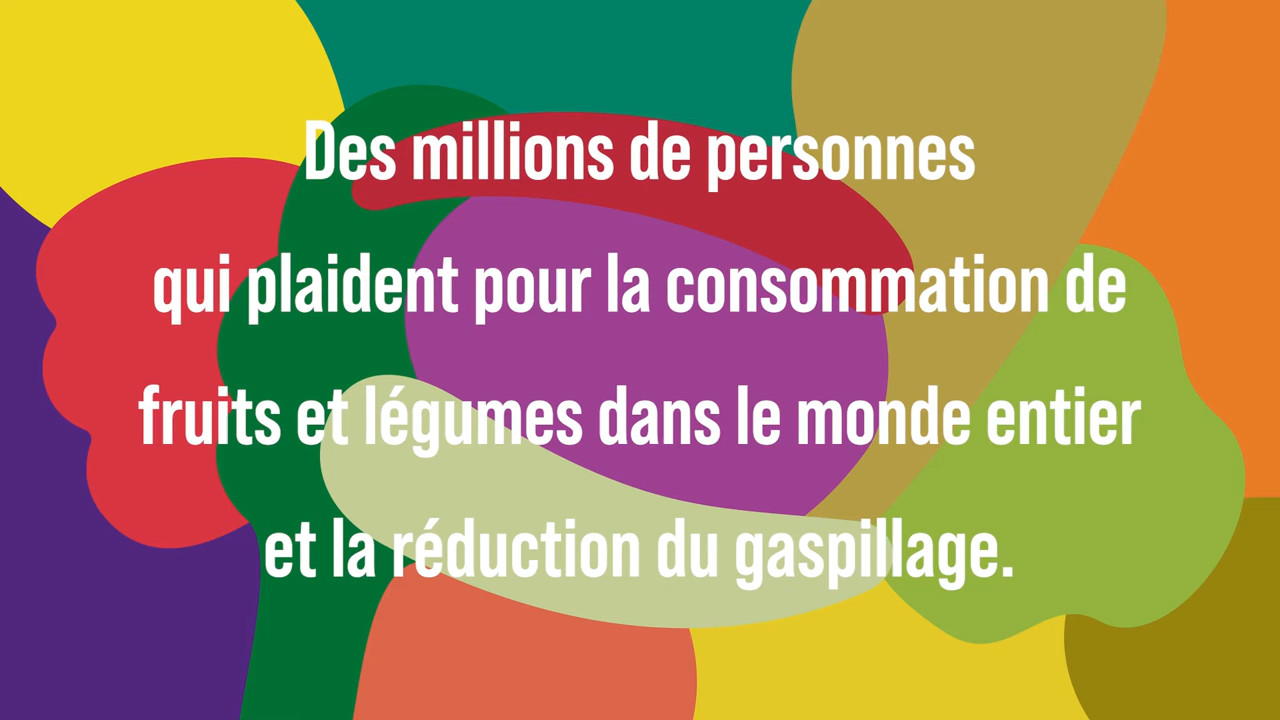 Des millions de personnes
qui plaident pour la consommation de
fruits et légumes dans le monde entier
et la réduction du gaspillage.